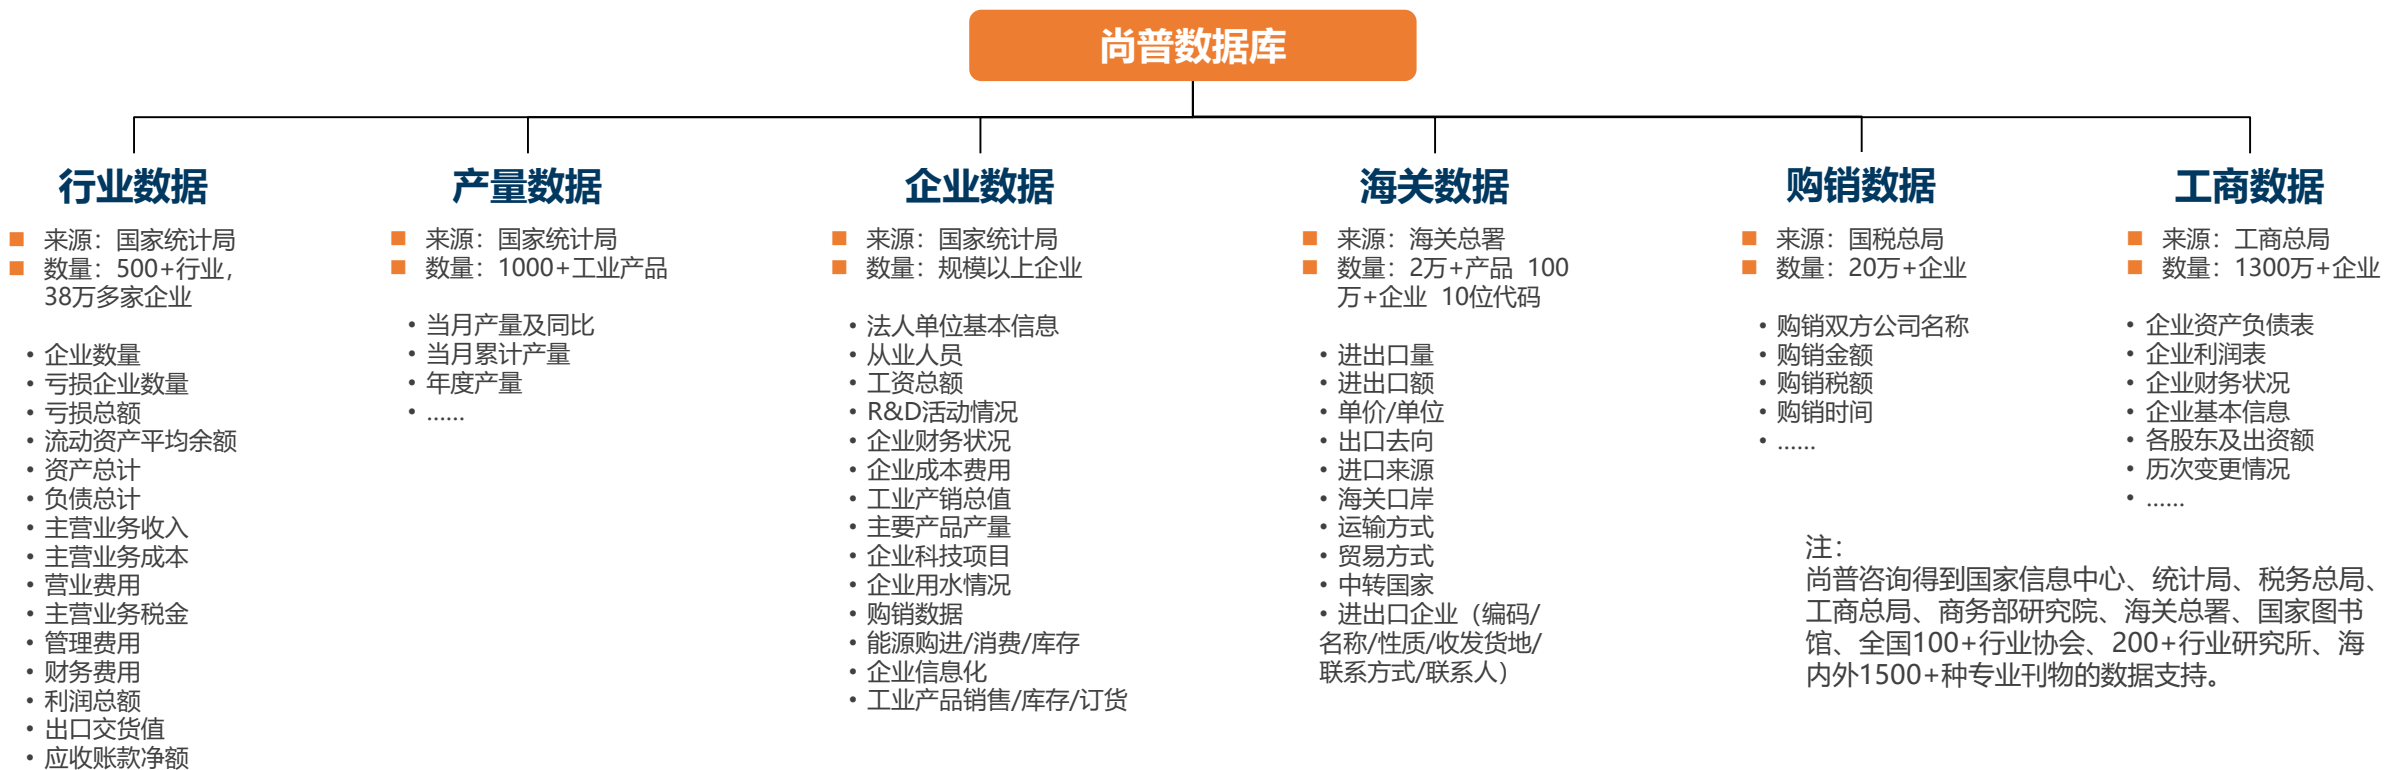 尚普数据库
行业数据
来源：国家统计局
数量：500+行业，
38万多家企业
• 企业数量
• 亏损企业数量
• 亏损总额
• 流动资产平均余额
• 资产总计
• 负债总计
• 主营业务收入
• 主营业务成本
• 营业费用
• 主营业务税金
• 管理费用
• 财务费用
• 利润总额
• 出口交货值
• 应收账款净额
产量数据
来源：国家统计局
数量：1000+工业产品
• 当月产量及同比
• 当月累计产量
• 年度产量
• ……
企业数据
来源：国家统计局
数量：规模以上企业
• 法人单位基本信息
• 从业人员
• 工资总额
• R&D活动情况
• 企业财务状况
• 企业成本费用
• 工业产销总值
• 主要产品产量
• 企业科技项目
• 企业用水情况
• 购销数据
• 能源购进/消费/库存
• 企业信息化
• 工业产品销售/库存/订货
海关数据
来源：海关总署
数量：2万+产品 100
万+企业 10位代码
• 进出口量
• 进出口额
• 单价/单位
• 出口去向
• 进口来源
• 海关口岸
• 运输方式
• 贸易方式
• 中转国家
• 进出口企业（编码/
名称/性质/收发货地/
联系方式/联系人）
购销数据
来源：国税总局
数量：20万+企业
• 购销双方公司名称
• 购销金额
• 购销税额
• 购销时间
• ……
工商数据
来源：工商总局
数量：1300万+企业
• 企业资产负债表
• 企业利润表
• 企业财务状况
• 企业基本信息
• 各股东及出资额
• 历次变更情况
• ……
注：
尚普咨询得到国家信息中心、统计局、税务总局、
工商总局、商务部研究院、海关总署、国家图书
馆、全国100+行业协会、200+行业研究所、海
内外1500+种专业刊物的数据支持。